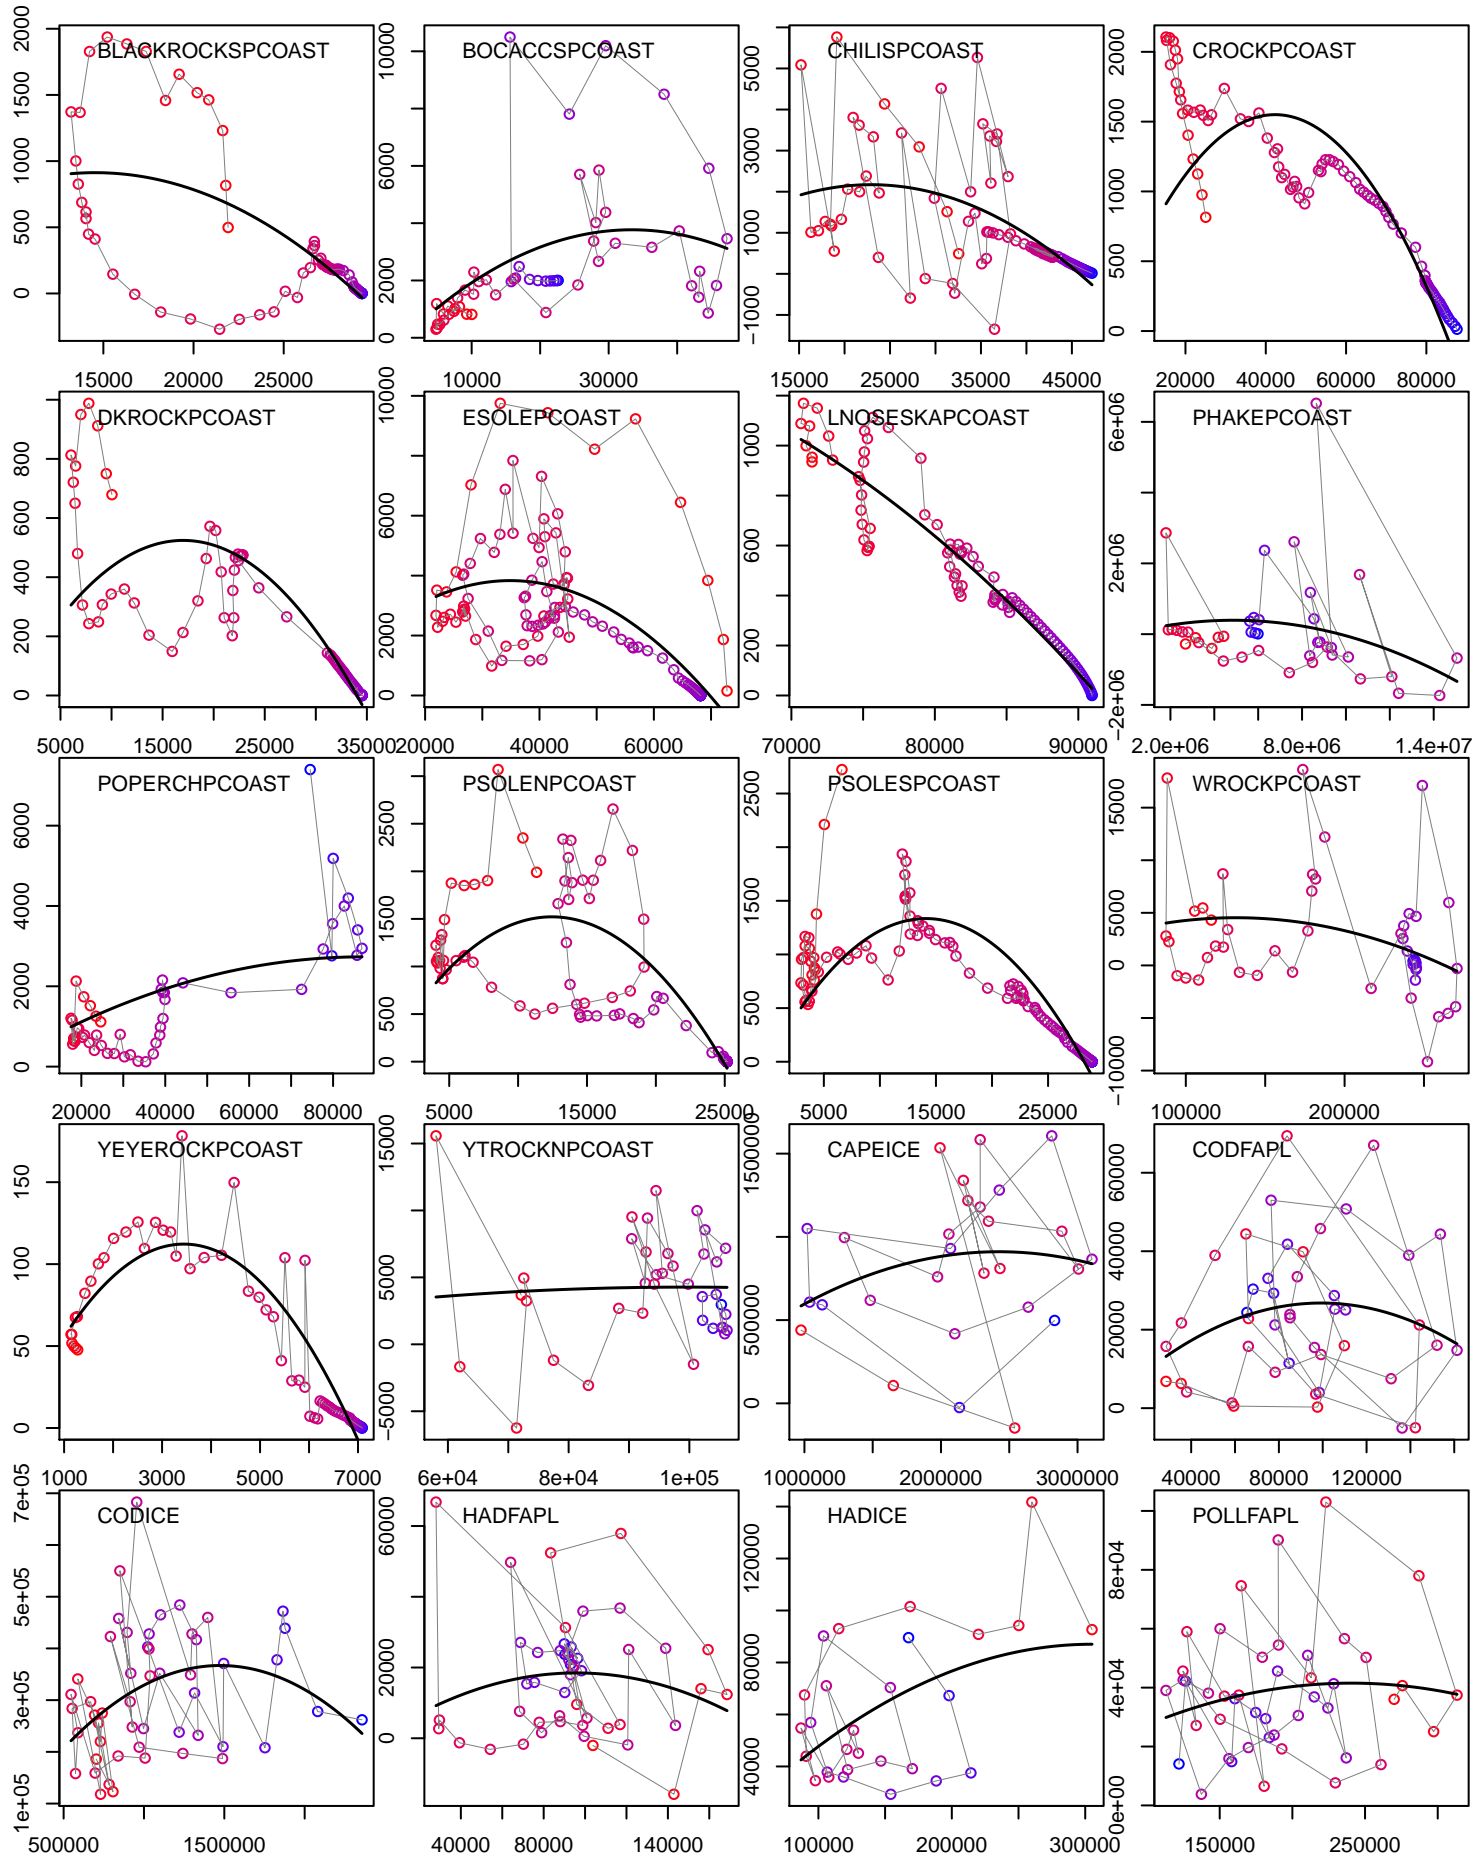 BLACKROCKSPCOAST
0 500 1000 1500 2000
15000 20000 25000
BOCACCSPCOAST
0 2000 6000 10000
10000 30000
CHILISPCOAST
−1000 1000 3000 5000
15000 25000 35000 45000
CROCKPCOAST
0 500 1000 1500 2000
20000 40000 60000 80000
DKROCKPCOAST
0 200 400 600 800
5000 15000 25000 35000
ESOLEPCOAST
0 2000 6000 10000
20000 40000 60000
LNOSESKAPCOAST
0 200 600 1000
70000 80000 90000
PHAKEPCOAST
−2e+06 2e+06 6e+06
2.0e+06 8.0e+06 1.4e+07
POPERCHPCOAST
0 2000 4000 6000
20000 40000 60000 80000
PSOLENPCOAST
0 500 1500 2500
5000 15000 25000
PSOLESPCOAST
0 500 1500 2500
5000 15000 25000
WROCKPCOAST
−10000 0 5000 15000
100000 200000
YEYEROCKPCOAST
0 50 100 150
1000 3000 5000 7000
YTROCKNPCOAST
−5000 5000 15000
6e+04 8e+04 1e+05
CAPEICE
0 500000 1500000
1000000 2000000 3000000
CODFAPL
0 20000 40000 60000
40000 80000 120000
CODICE
1e+05 3e+05 5e+05 7e+05
500000 1500000
HADFAPL
0 20000 60000
40000 80000 140000
HADICE
40000 80000 120000
100000 200000 300000
POLLFAPL
0e+00 4e+04 8e+04
150000 250000